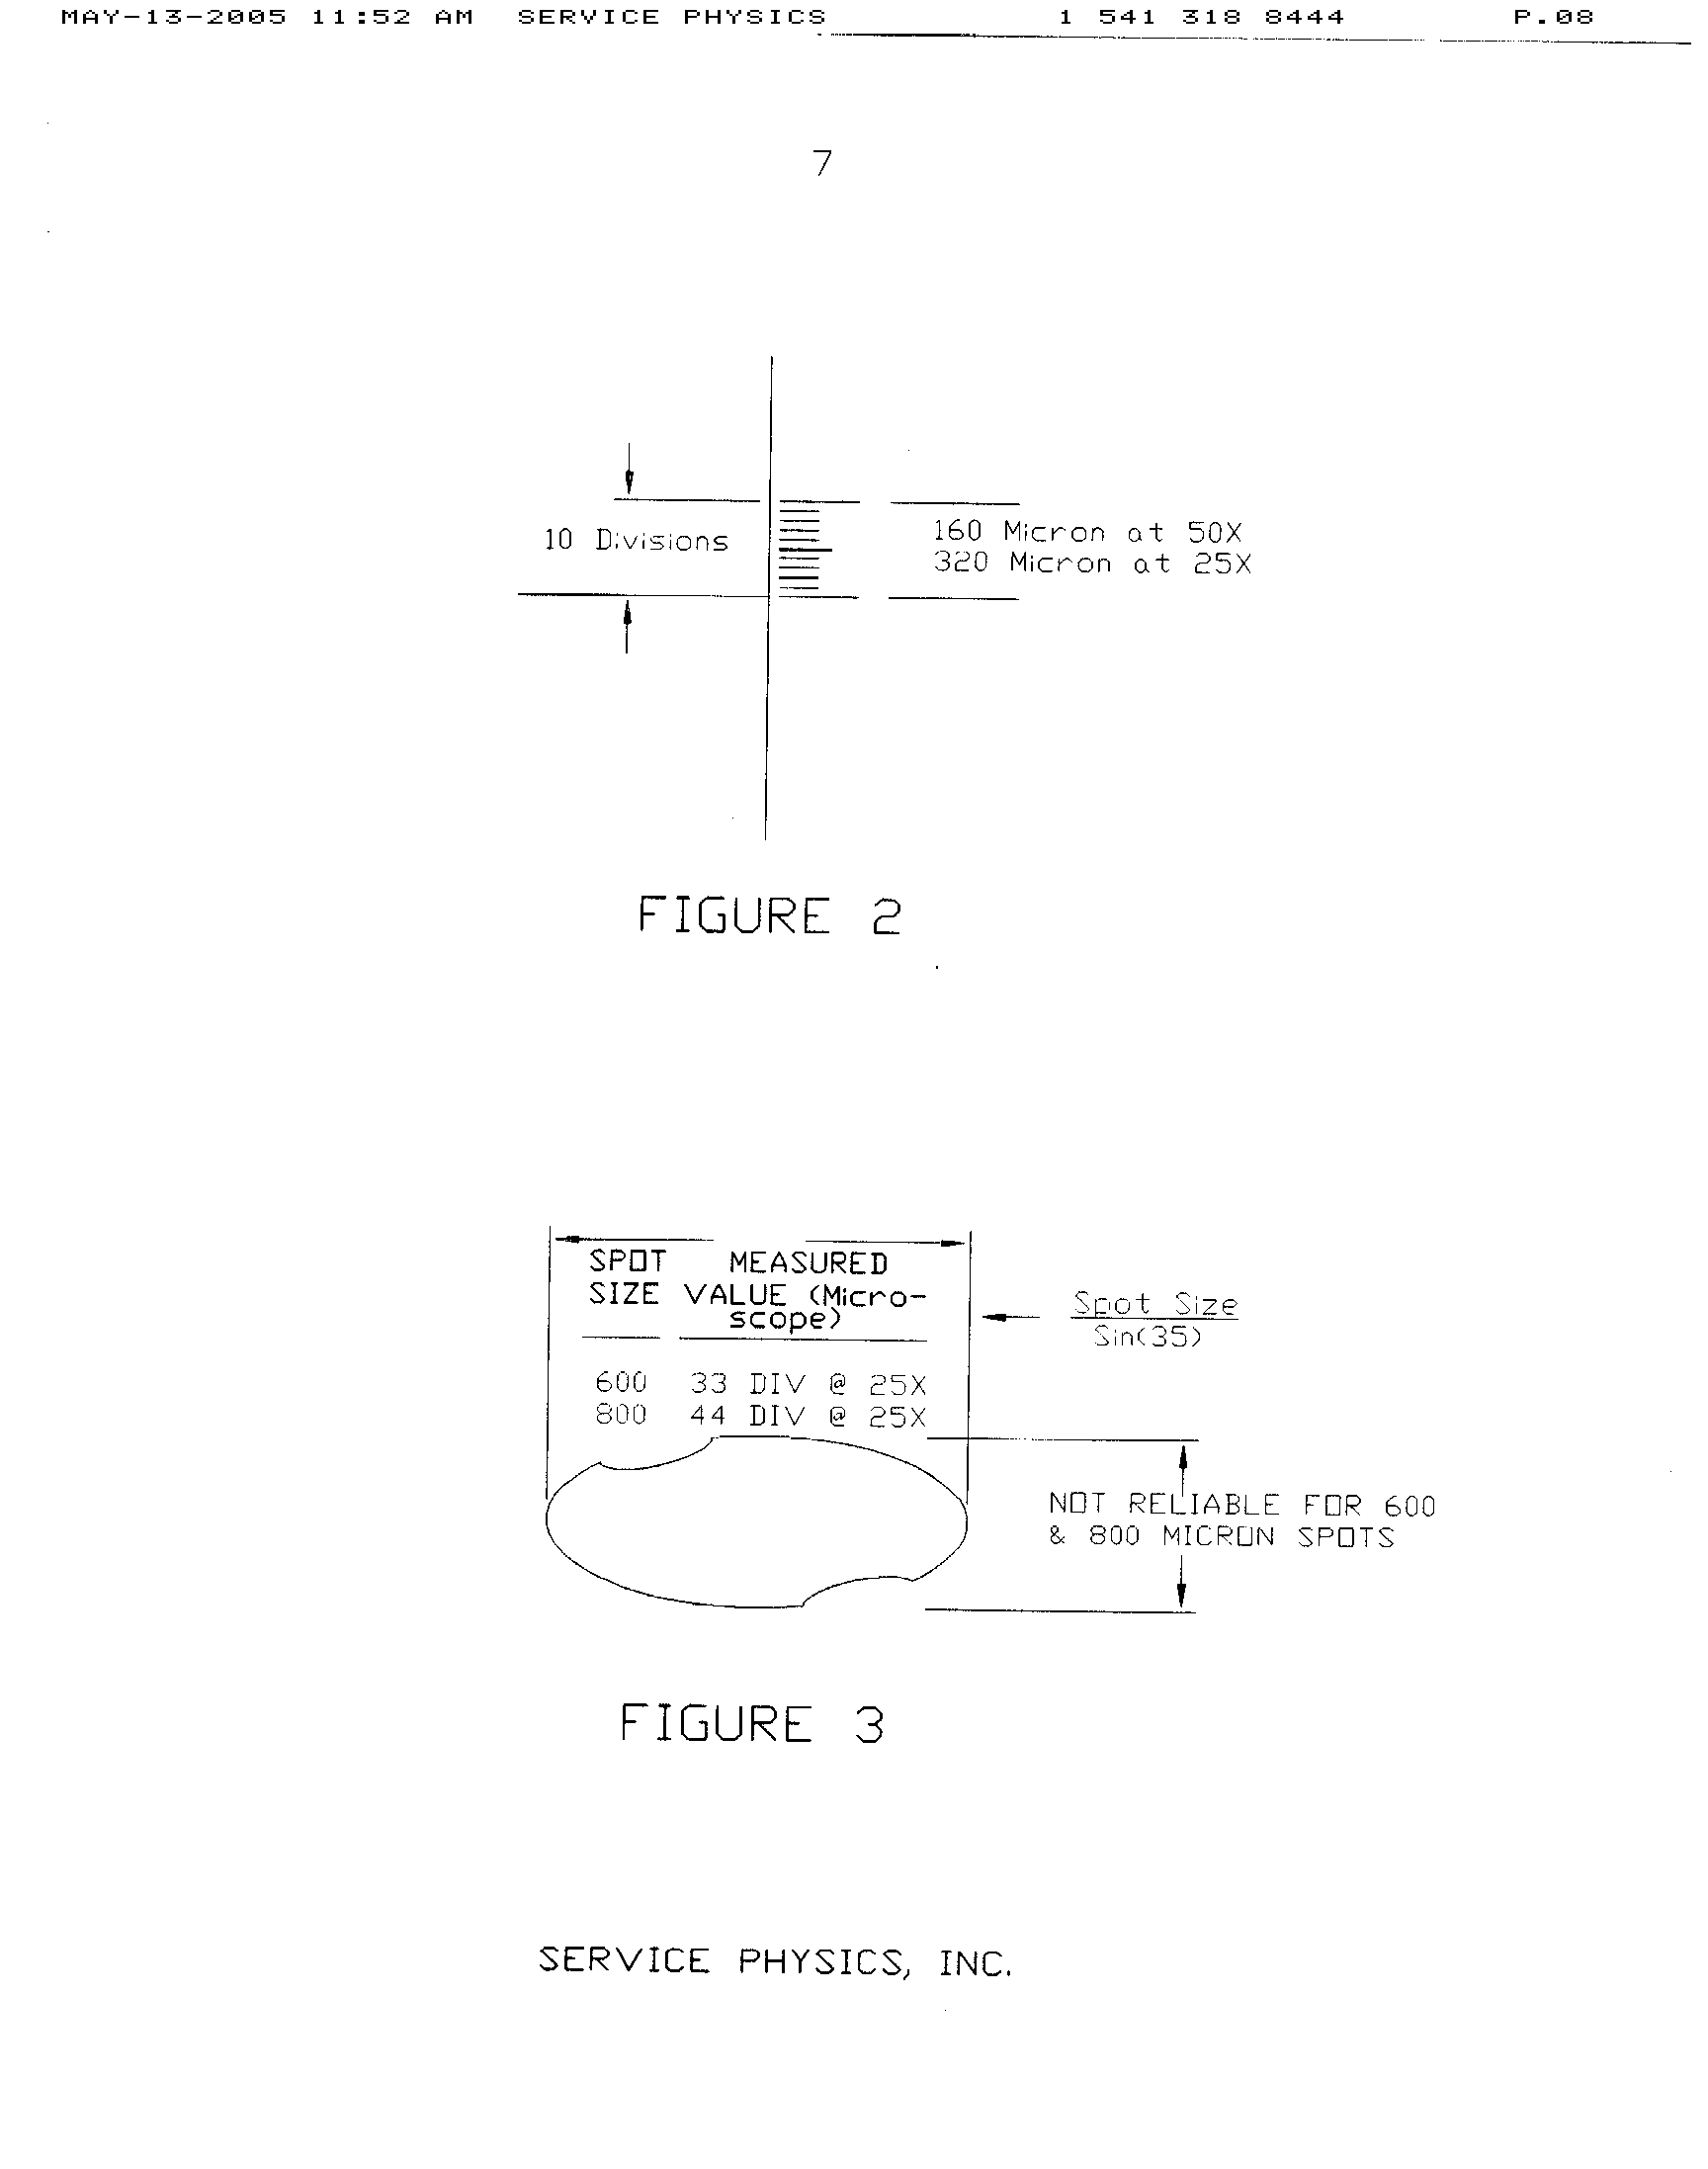 MAY-13-2005 11:52 AM SERVICE PHYSICS 1 541 318 8444 P.08
7
10 Divisions
160 Micron at 50X
320 Micron at 25X
FIGURE 2
SPOT MEASURED
SIZE VALUE (Micro-
scope)
Spot Size
Sin(35)
600 33 DIV @ 25X
800 44 DIV @ 25X
NOT RELIABLE FOR 600
& 800 MICRON SPOTS
FIGURE 3
SERVICE PHYSICS, INC.